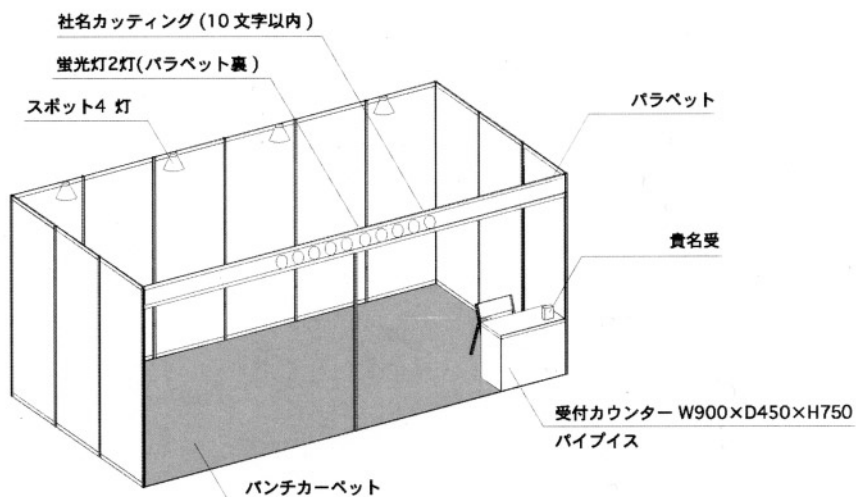 社名カッティング (10 文字以内 )
蛍光灯2灯( パラペット裏 )
スポット4 灯
パラペット
貴名受
受付カウンター W900×D450×H750
パイプイス
パンチカーペット